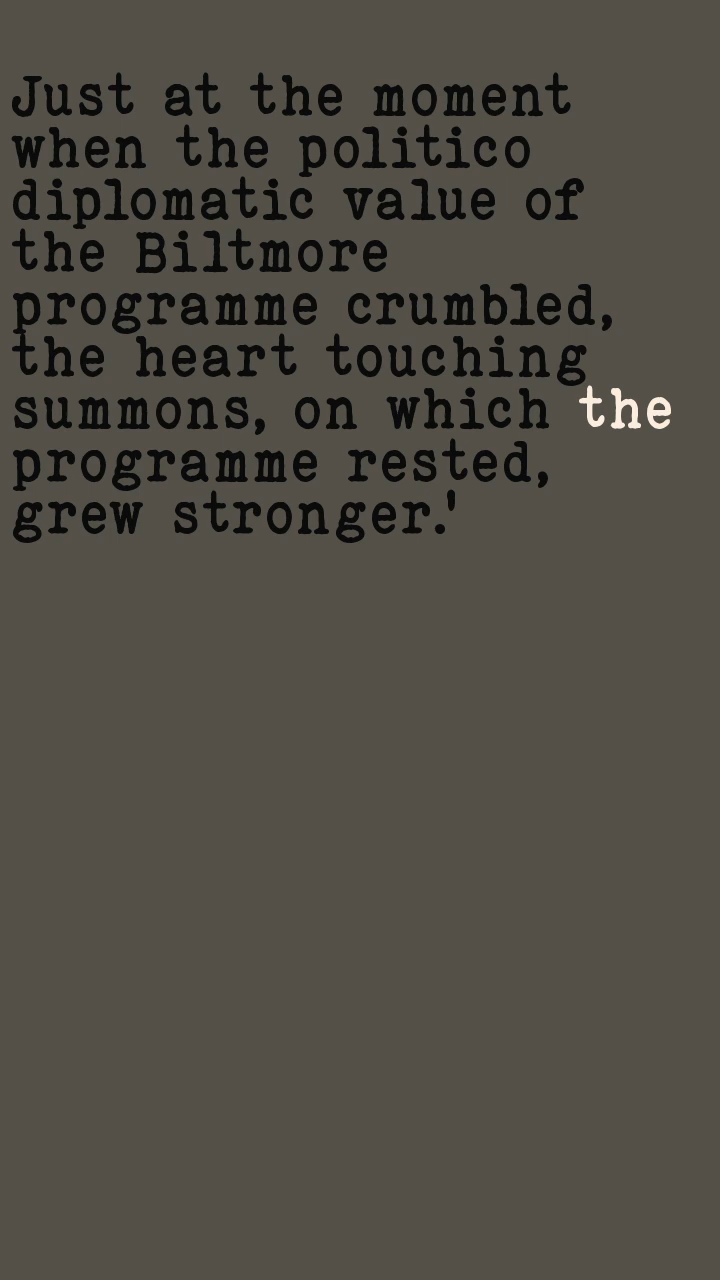 Just at the moment
when the politico
diplomatic value of
the Biltmore
programme crumbled,
the heart touching
summons, on which the
programme rested,
grew stronger.'